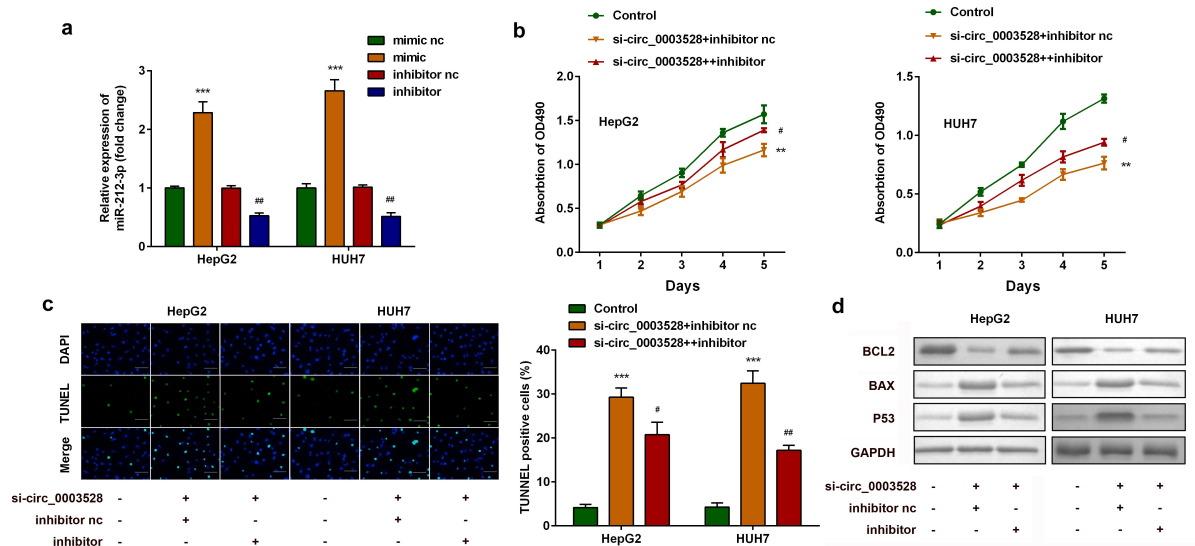 a
mimic nc
mimic
inhibitor nc
inhibitor
Relative expression of
miR-212-3p (fold change)
3
2
1
0
***
***
##
##
HepG2 HUH7
b
Control
si-circ_0003528+inhibitor nc
si-circ_0003528++inhibitor
Absorbtion of OD490
2.0
1.5
1.0
0.5
0.0
HepG2
#
**
1 2 3 4 5
Days
Control
si-circ_0003528+inhibitor nc
si-circ_0003528++inhibitor
Absorbtion of OD490
1.5
1.0
0.5
0.0
HUH7
#
**
1 2 3 4 5
Days
c
HepG2 HUH7
DAPI
TUNEL
Merge
si-circ_0003528 - + + - + +
inhibitor nc - + - - + -
inhibitor - - + - - +
Control
si-circ_0003528+inhibitor nc
si-circ_0003528++inhibitor
TUNNEL positive cells (%)
40
30
20
10
0
***
#
***
##
HepG2 HUH7
d
HepG2 HUH7
BCL2
BAX
P53
GAPDH
si-circ_0003528 - + + - + +
inhibitor nc - + - - + -
inhibitor - - + - - +